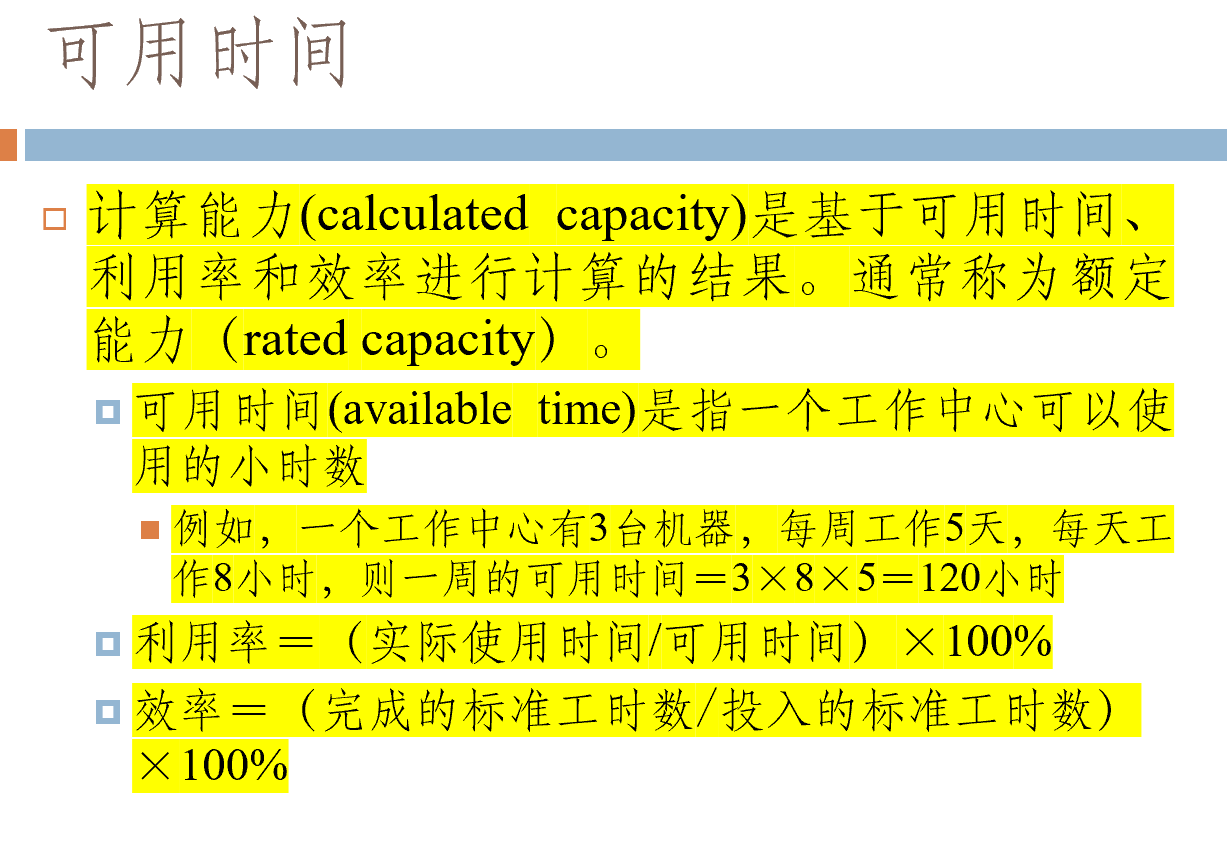 可用时间
计算能力(calculated capacity)是基于可用时间、
利用率和效率进行计算的结果。通常称为额定
能力（rated capacity）。
可用时间(available time)是指一个工作中心可以使
用的小时数
例如，一个工作中心有3台机器，每周工作5天，每天工
作8小时，则一周的可用时间＝3×8×5＝120小时
利用率＝（实际使用时间/可用时间）×100%
效率＝（完成的标准工时数/投入的标准工时数）
×100%